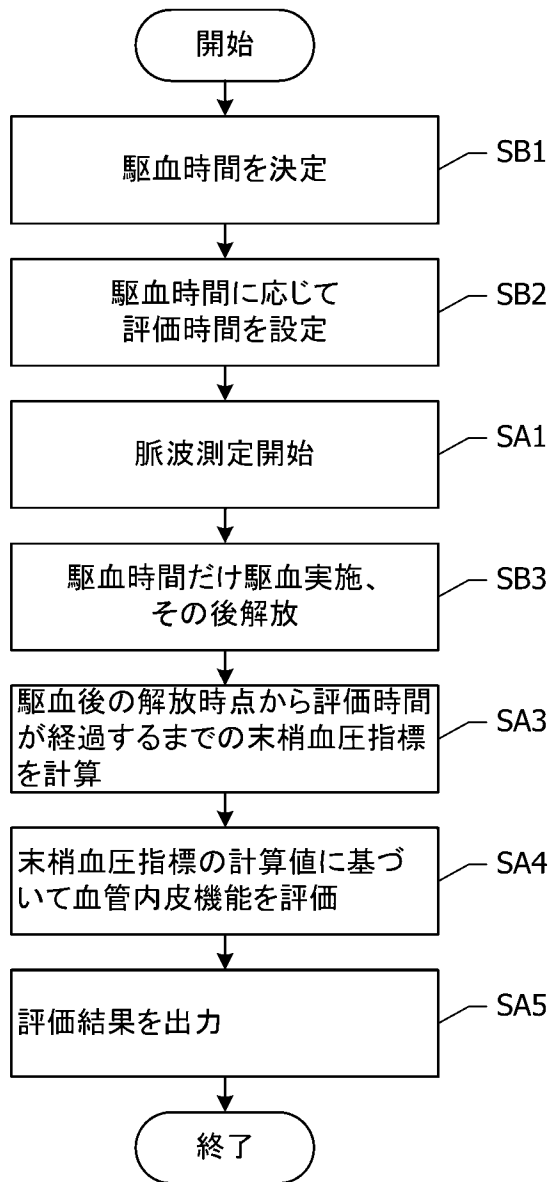 開始
駆血時間を決定
SB1
駆血時間に応じて
評価時間を設定
SB2
脈波測定開始
SA1
駆血時間だけ駆血実施、
その後解放
SB3
駆血後の解放時点から評価時間
が経過するまでの末梢血圧指標
を計算
SA3
末梢血圧指標の計算値に基づ
いて血管内皮機能を評価
SA4
評価結果を出力
SA5
終了